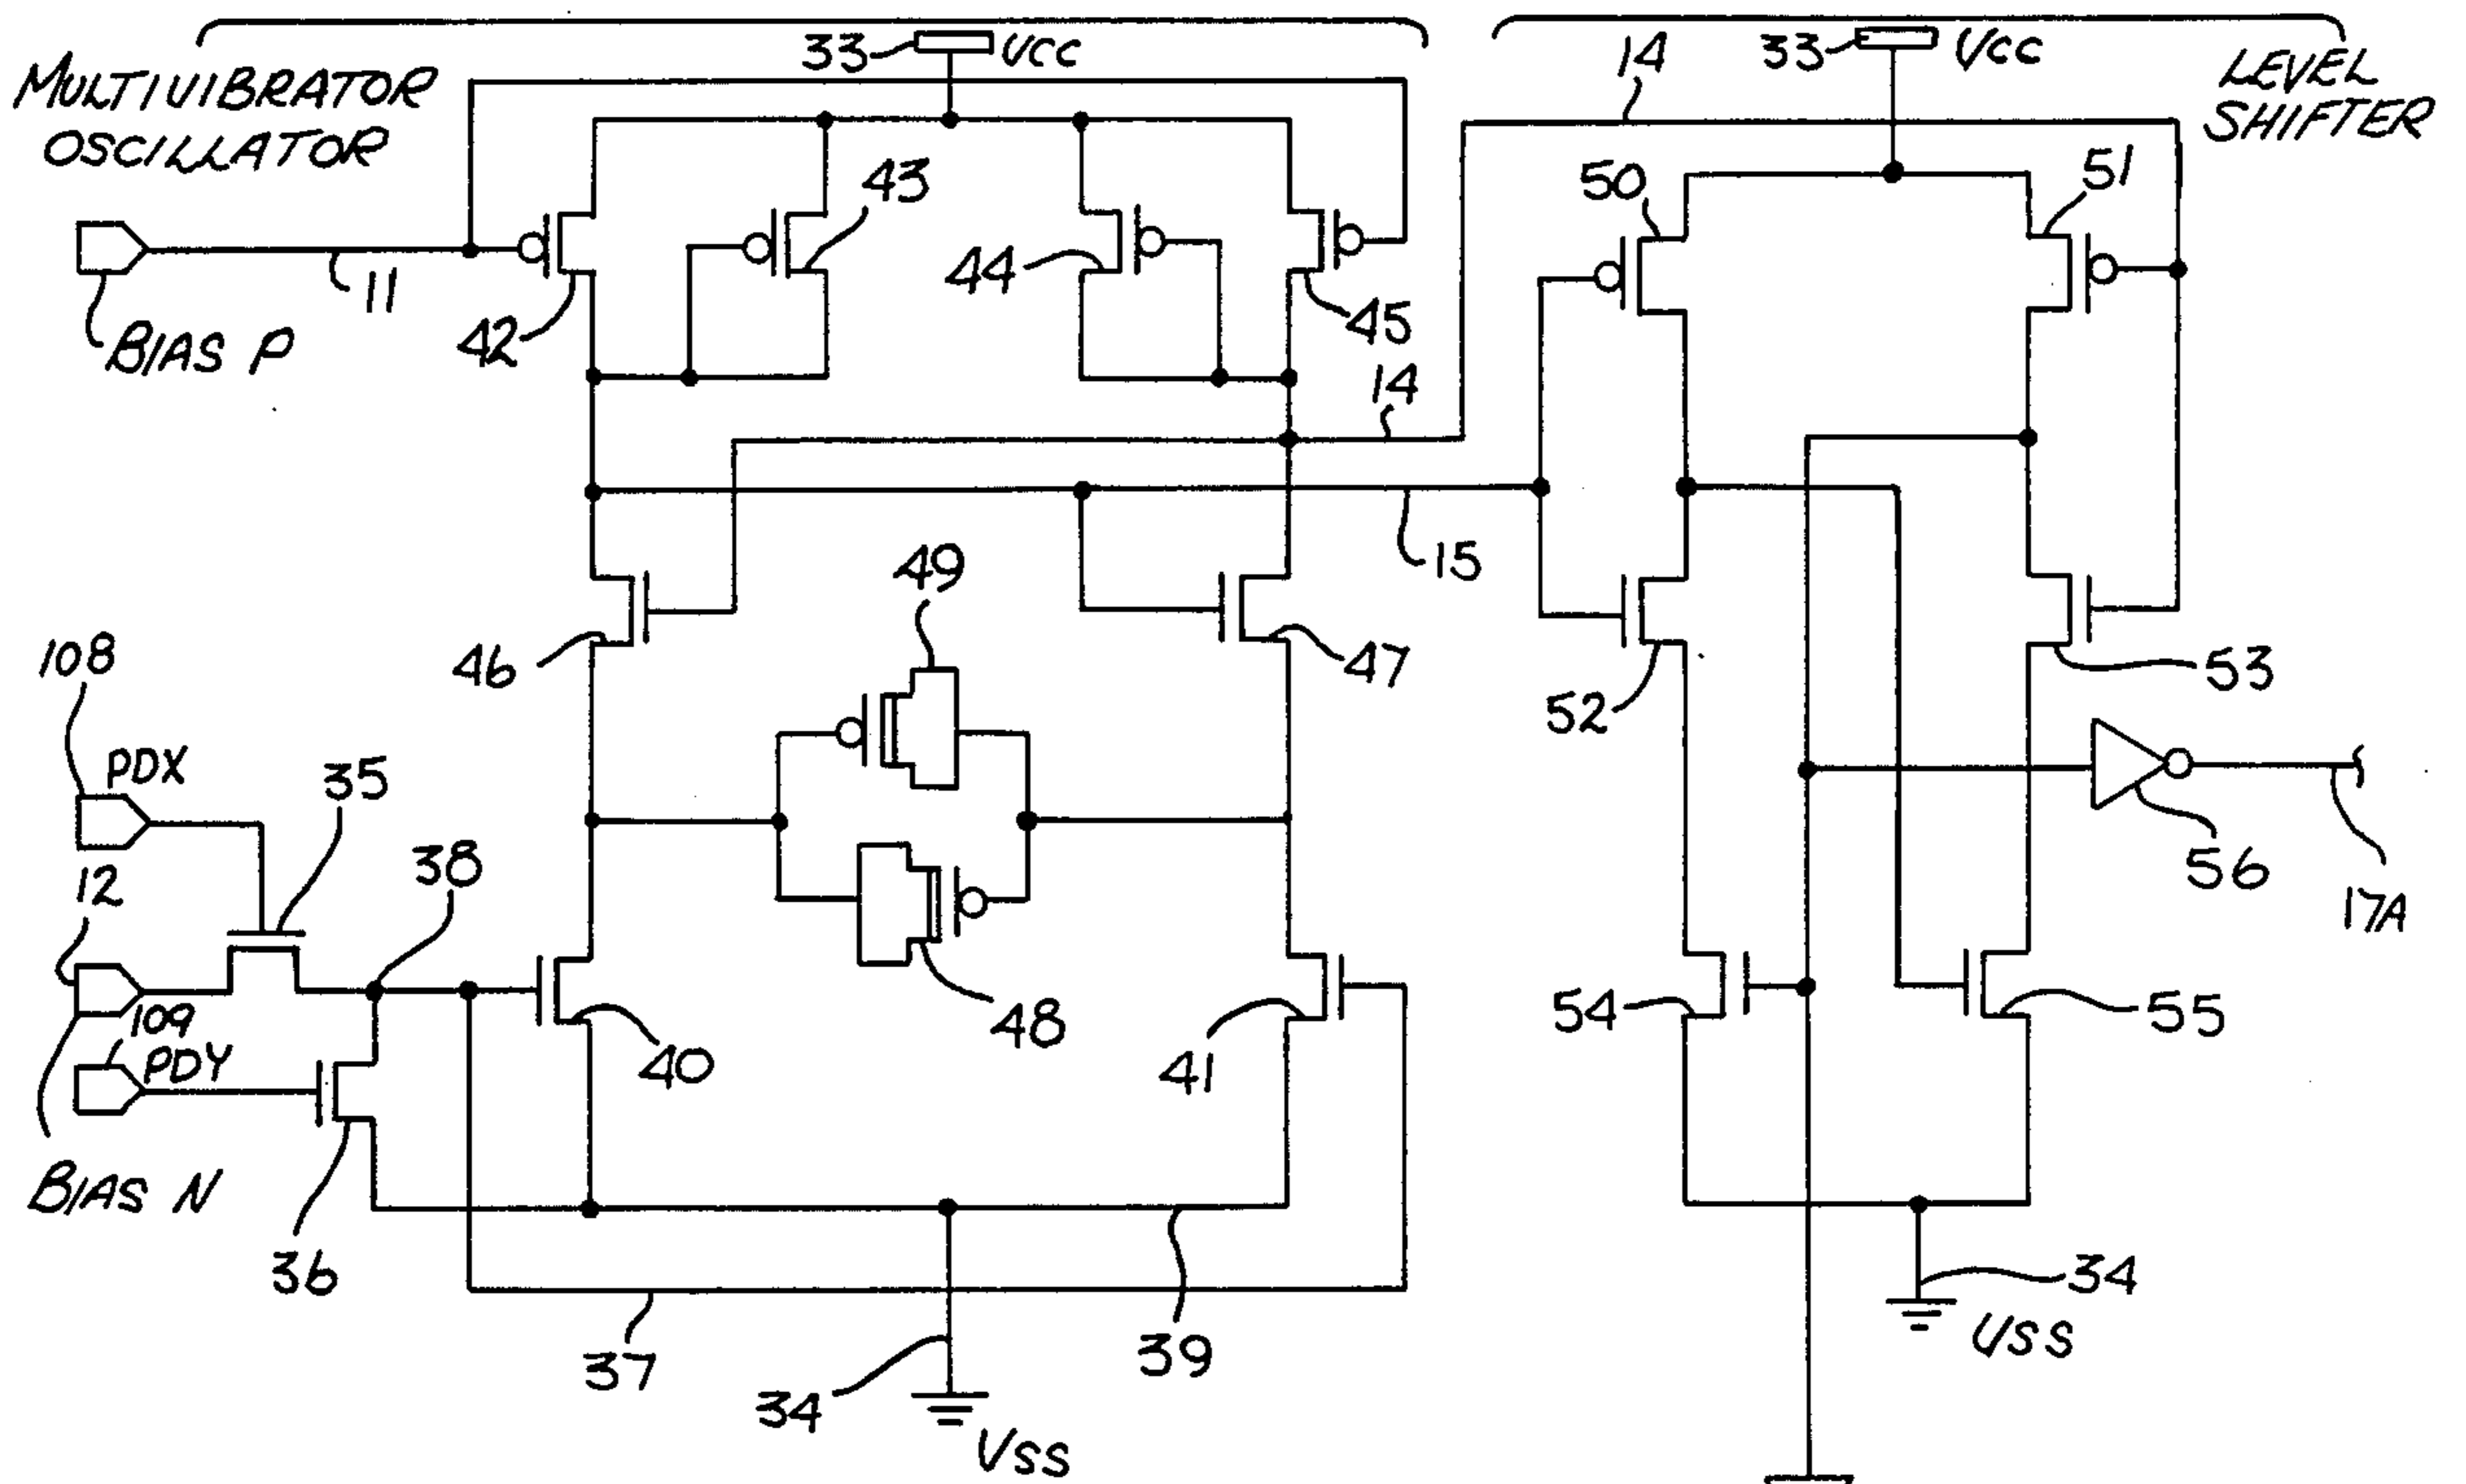 MULTIVIBRATOR
OSCILLATOR
33
VCC
14
33
VCC
LEVEL
SHIFTER
43
50
51
44
11
42
45
BIAS P
14
15
49
46
47
52
53
108
PDX
35
38
12
56
17A
109
PDY
40
48
41
54
55
BIAS N
36
37
34
VSS
39
34
VSS